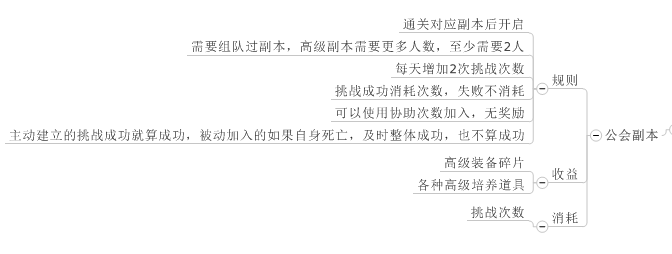 通关对应副本后开启
需要组队过副本，高级副本需要更多人数，至少需要2人
每天增加2次挑战次数
挑战成功消耗次数，失败不消耗
可以使用协助次数加入，无奖励
主动建立的挑战成功就算成功，被动加入的如果自身死亡，及时整体成功，也不算成功
规则
高级装备碎片
各种高级培养道具
收益
挑战次数
消耗
公会副本